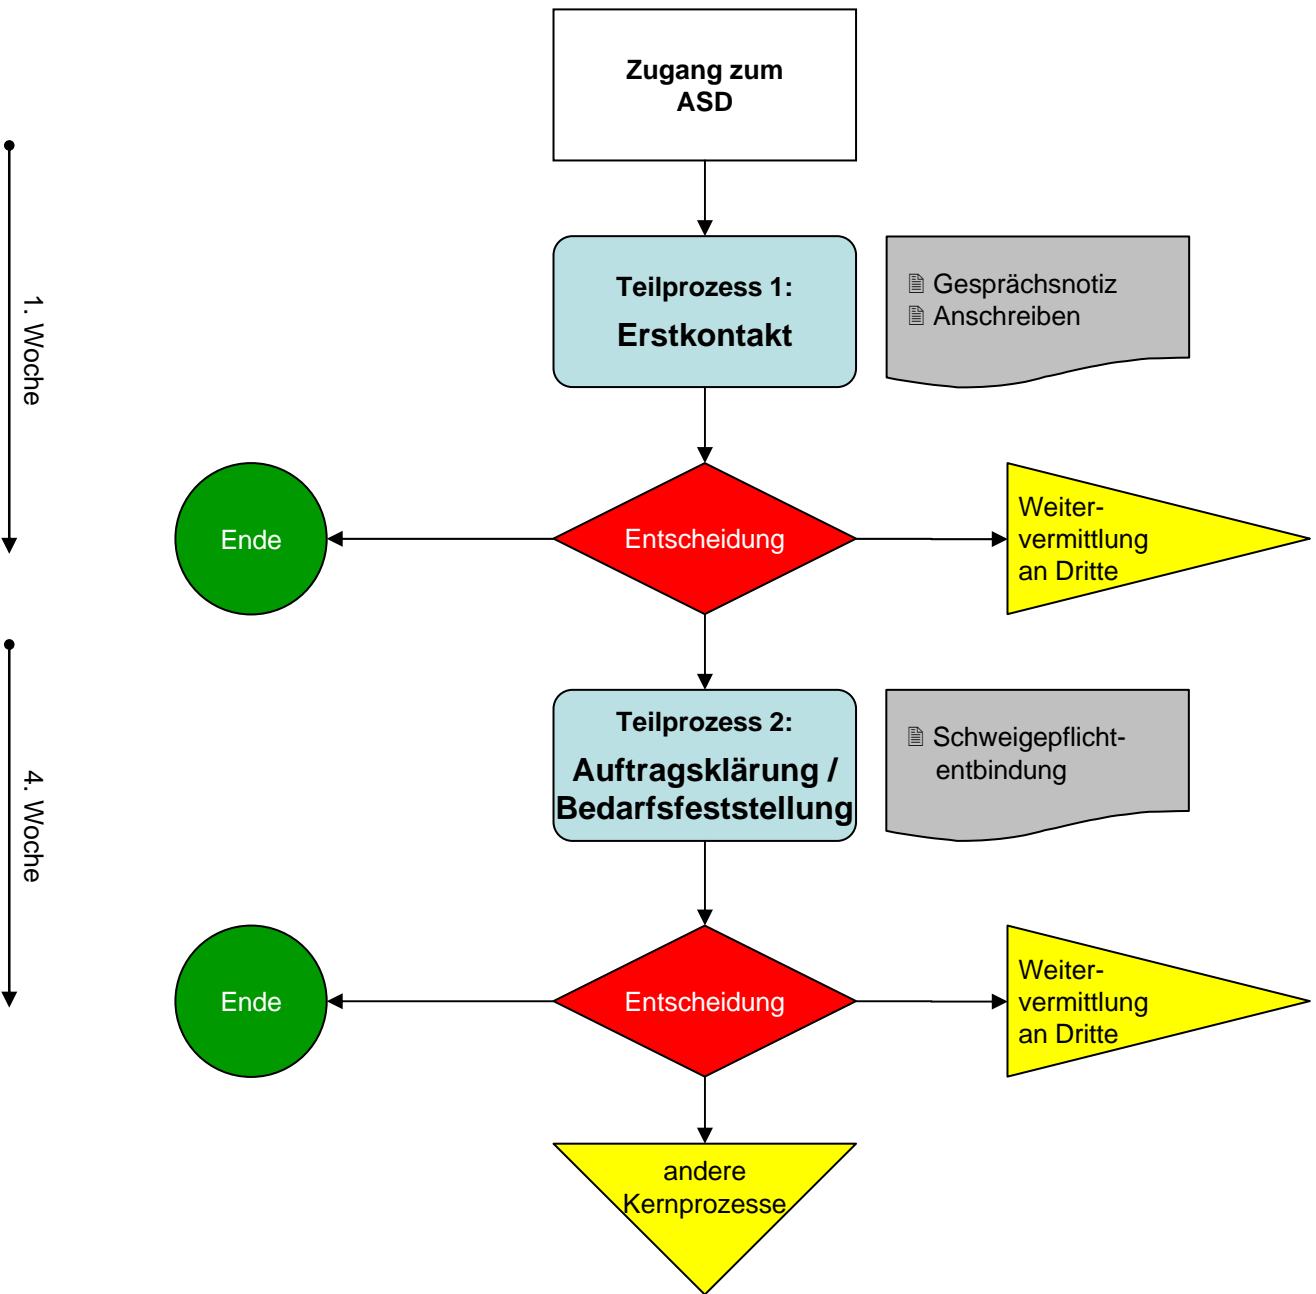 Zugang zum
ASD
1. Woche
Teilprozess 1:
Erstkontakt
Gesprächsnotiz
Anschreiben
Ende
Entscheidung
Weiter-
vermittlung
an Dritte
4. Woche
Teilprozess 2:
Auftragsklärung /
Bedarfsfeststellung
Schweigepflicht-
entbindung
Ende
Entscheidung
Weiter-
vermittlung
an Dritte
andere
Kernprozesse